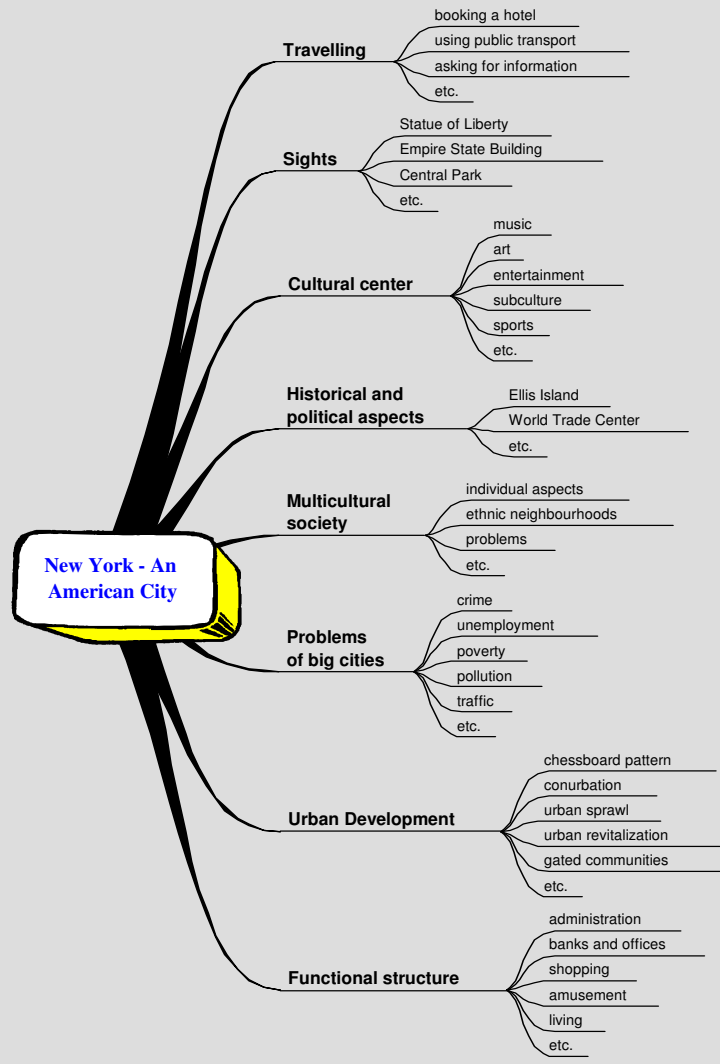 New York - An
American City
Travelling
booking a hotel
using public transport
asking for information
etc.
Sights
Statue of Liberty
Empire State Building
Central Park
etc.
Cultural center
music
art
entertainment
subculture
sports
etc.
Historical and
political aspects
Ellis Island
World Trade Center
etc.
Multicultural
society
individual aspects
ethnic neighbourhoods
problems
etc.
Problems
of big cities
crime
unemployment
poverty
pollution
traffic
etc.
Urban Development
chessboard pattern
conurbation
urban sprawl
urban revitalization
gated communities
etc.
Functional structure
administration
banks and offices
shopping
amusement
living
etc.